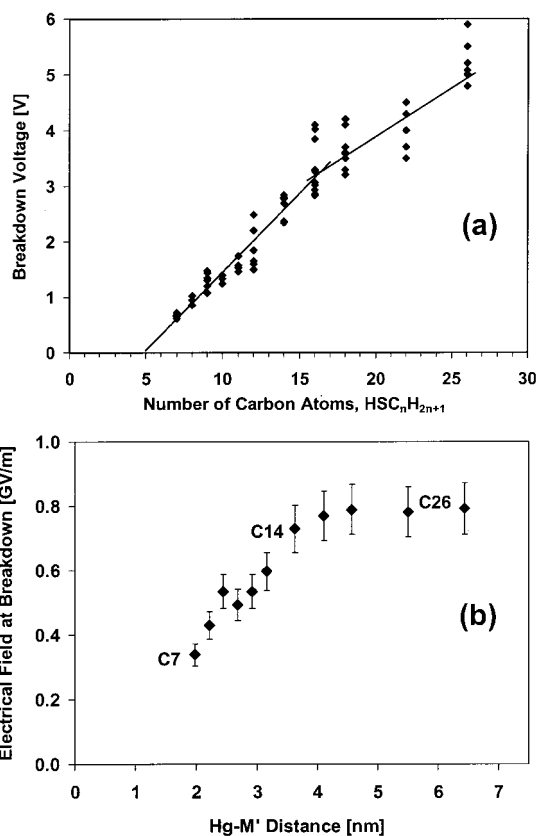 6
5
4
3
2
1
0
Breakdown Voltage [V]
(a)
0 5 10 15 20 25 30
Number of Carbon Atoms, HSCnH2n+1
1.0
0.8
0.6
0.4
0.2
0.0
Electrical Field at Breakdown [GV/m]
C7
C14
C26
(b)
0 1 2 3 4 5 6 7
Hg-M' Distance [nm]